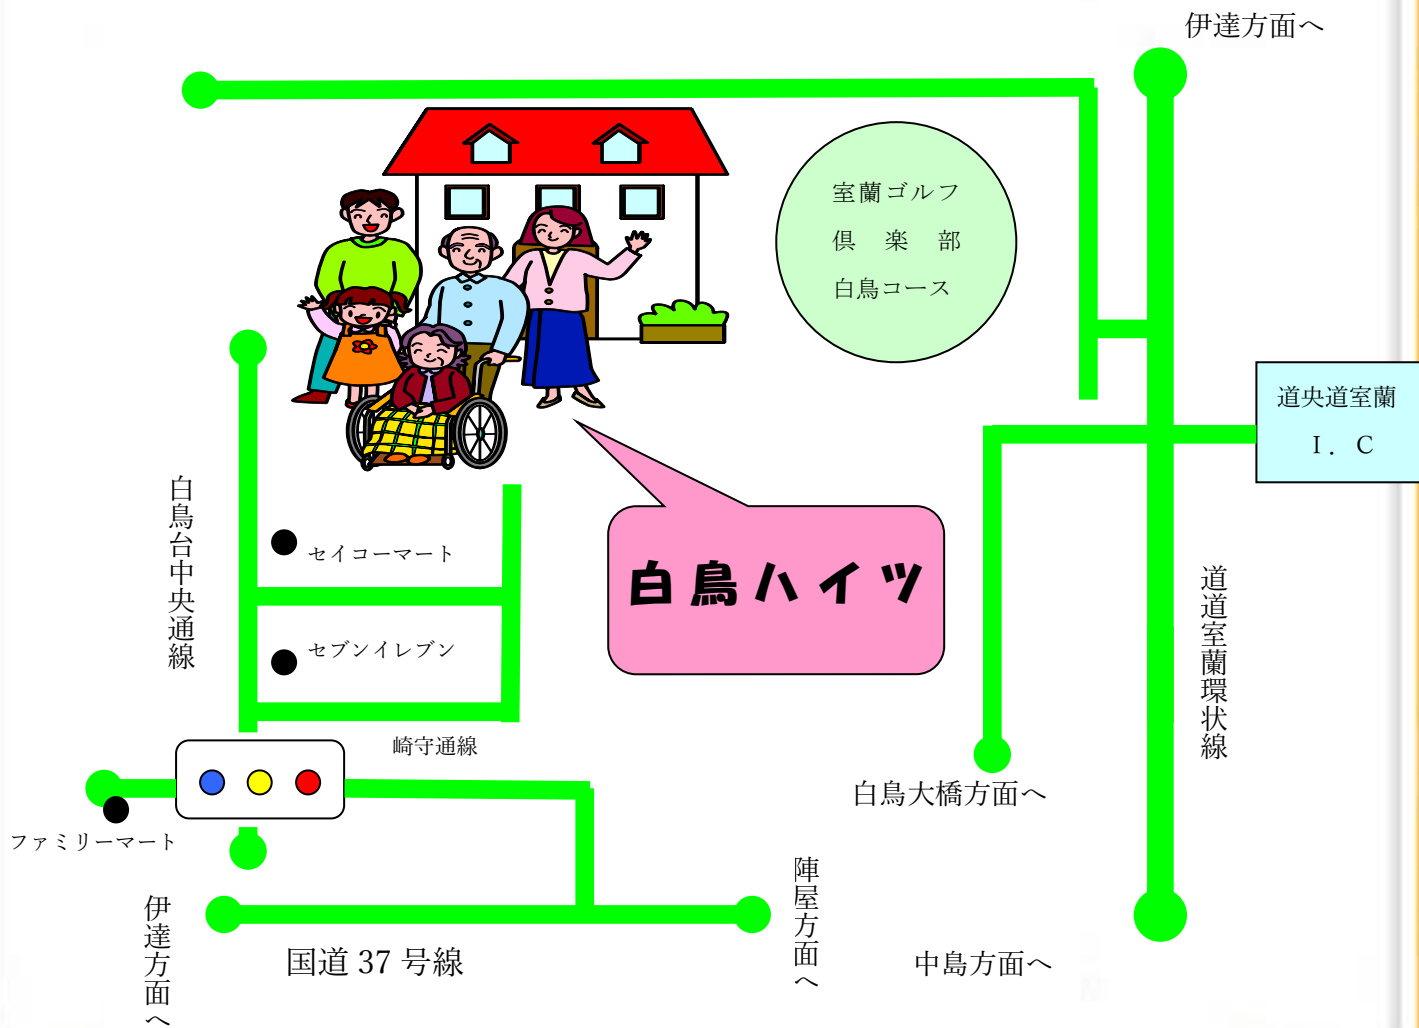 伊達方面へ
室蘭ゴルフ
倶楽部
白鳥コース
道央道室蘭
I．C
白鳥台中央通線
セイコーマート
セブンイレブン
白鳥ハイツ
道道室蘭環状線
崎守通線
白鳥大橋方面へ
ファミリーマート
陣屋方面へ
伊達方面へ
国道 37 号線
中島方面へ